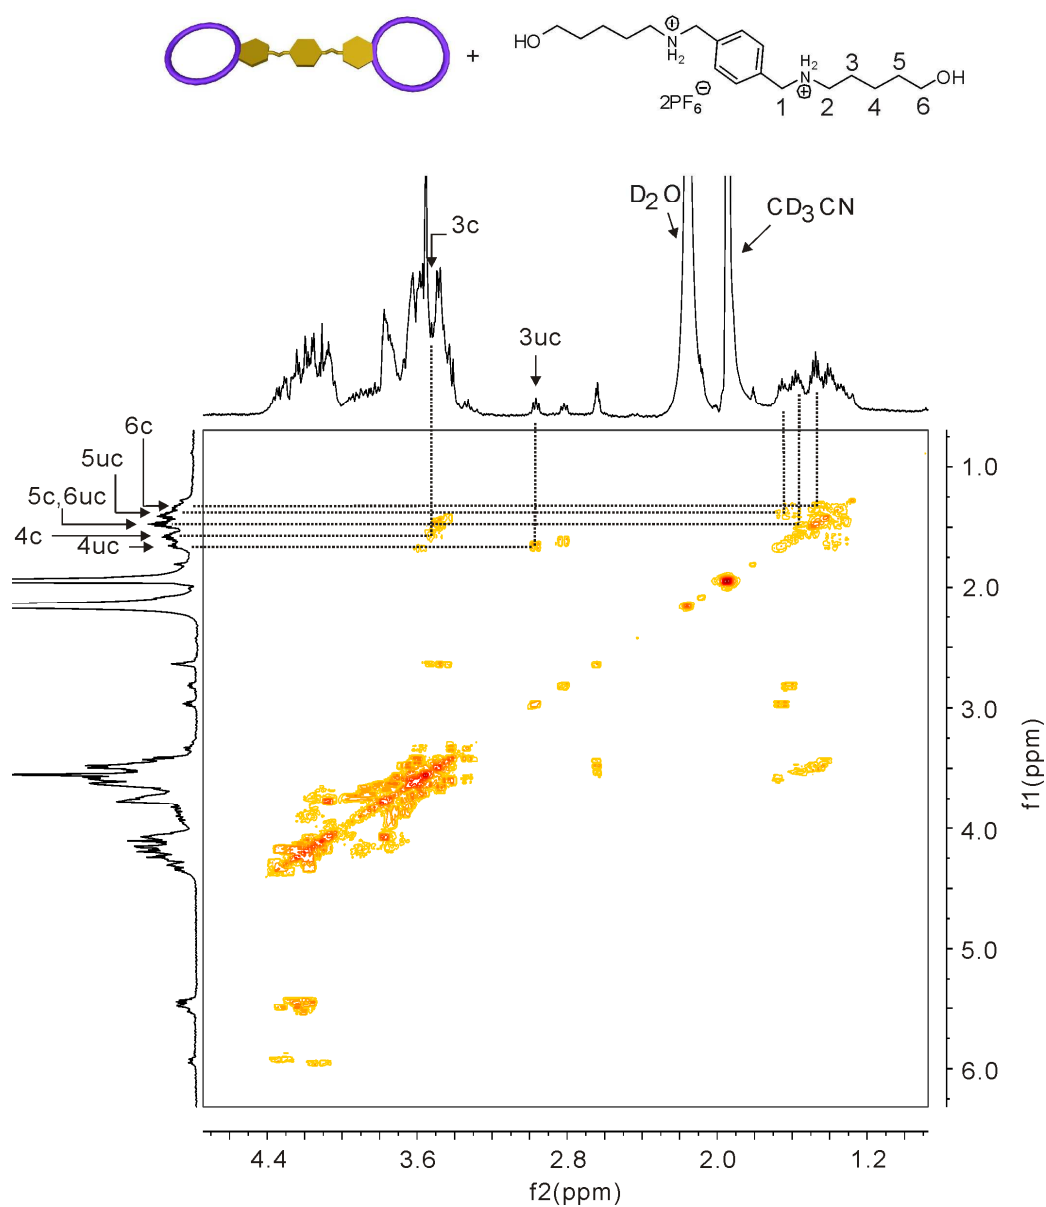 +
HO
N
H2
⊕
2PF6⊖
H2
N
⊕
OH
1 2 3 4 5 6
D2O
CD3CN
3c
3uc
6c
5uc
5c,6uc
4c
4uc
1.0
2.0
3.0
4.0
5.0
6.0
f1(ppm)
4.4 3.6 2.8 2.0 1.2
f2(ppm)